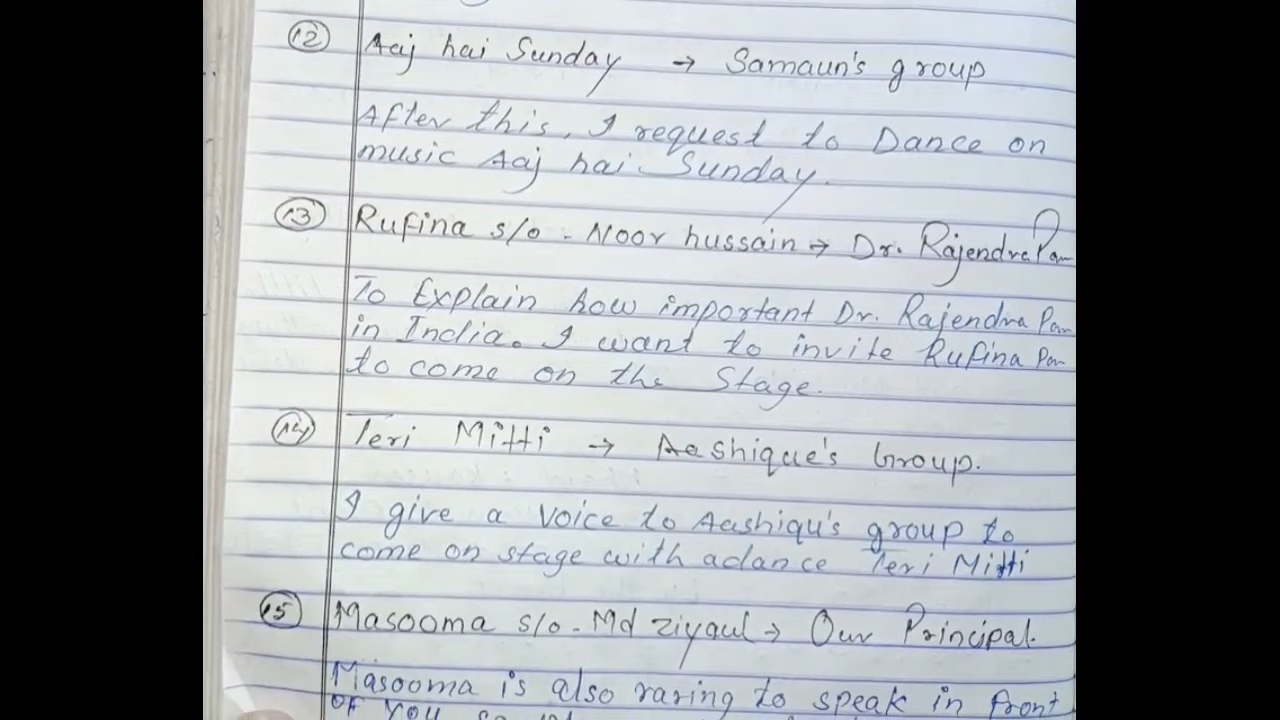 12 Aaj hai Sunday → Samaun's group
After this, I request to Dance on
music Aaj hai Sunday.
13 Rufina s/o - Noor hussain → Dr. Rajendra
To Explain how important Dr. Rajendra
in India. I want to invite Rufina
to come on the Stage.
14 Teri Mitti → Aashique's Group.
I give a voice to Aashiqu's group to
come on stage with adance Teri Mitti
15 Masooma s/o - Md ziyaul → Our Principal.
Masooma is also raring to speak in front
of you